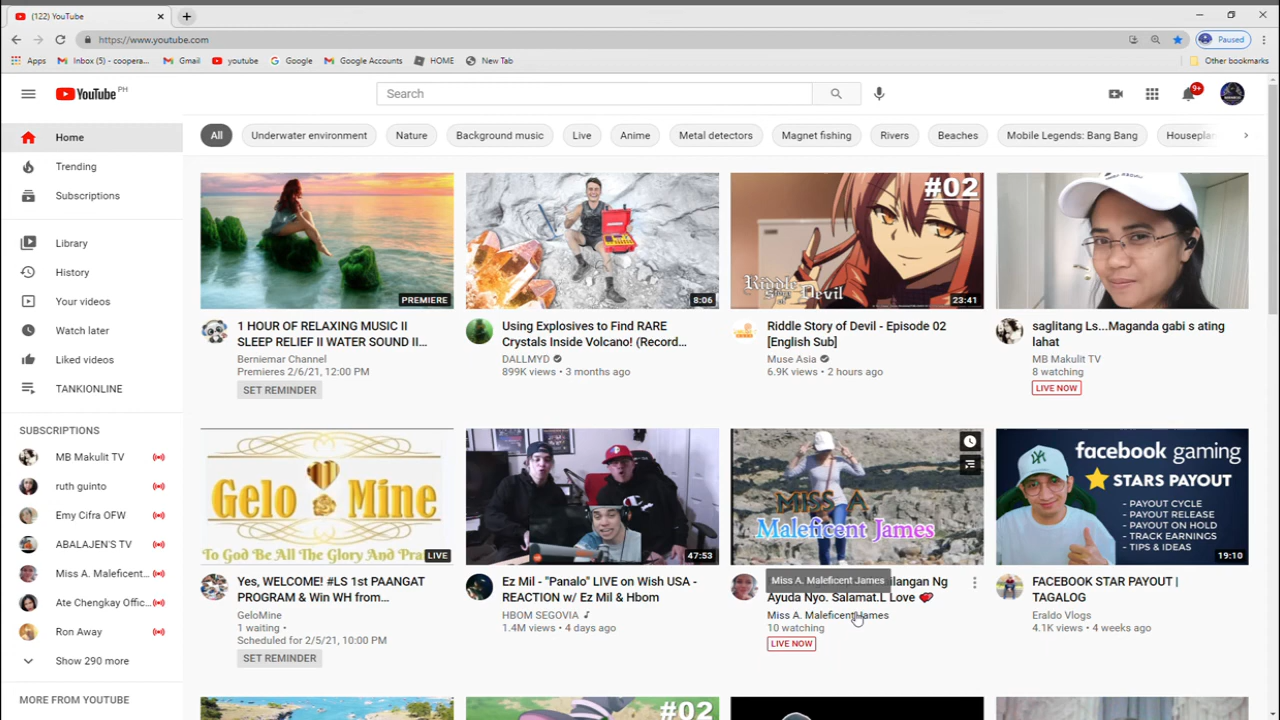 (122) YouTube
https://www.youtube.com
Paused
Apps
Inbox (5) - coopera...
Gmail
youtube
Google
Google Accounts
HOME
New Tab
Other bookmarks
YouTube PH
Search
9+
Home
Trending
Subscriptions
Library
History
Your videos
Watch later
Liked videos
TANKIONLINE
SUBSCRIPTIONS
MB Makulit TV
ruth guinto
Emy Cifra OFW
ABALAJEN'S TV
Miss A. Maleficent...
Ate Chengkay Offic...
Ron Away
Show 290 more
MORE FROM YOUTUBE
All
Underwater environment
Nature
Background music
Live
Anime
Metal detectors
Magnet fishing
Rivers
Beaches
Mobile Legends: Bang Bang
PREMIERE
1 HOUR OF RELAXING MUSIC II
SLEEP RELIEF II WATER SOUND II...
Berniemar Channel
Premieres 2/6/21, 12:00 PM
SET REMINDER
8:06
Using Explosives to Find RARE
Crystals Inside Volcano! (Record...
DALLMYD
899K views • 3 months ago
#02
Riddle Story of Devil
23:41
Riddle Story of Devil - Episode 02
[English Sub]
Muse Asia
6.9K views • 2 hours ago
saglitang Ls...Maganda gabi s ating
lahat
MB Makulit TV
8 watching
LIVE NOW
Gelo Mine
To God Be All The Glory And Pra
LIVE
Yes, WELCOME! #LS 1st PAANGAT
PROGRAM & Win WH from...
GeloMine
1 waiting •
Scheduled for 2/5/21, 10:00 PM
SET REMINDER
47:53
Ez Mil - "Panalo" LIVE on Wish USA -
REACTION w/ Ez Mil & Hbom
HBOM SEGOVIA ♪
1.4M views • 4 days ago
MISS A
Maleficent James
Miss A. Maleficent James
ilangan Ng
Ayuda Nyo. Salamat.L Love 💕
Miss A. Maleficent James
10 watching
LIVE NOW
facebook gaming
STARS PAYOUT
- PAYOUT CYCLE
- PAYOUT RELEASE
- PAYOUT ON HOLD
- TRACK EARNINGS
- TIPS & IDEAS
19:10
FACEBOOK STAR PAYOUT |
TAGALOG
Eraldo Vlogs
4.1K views • 4 weeks ago
#02